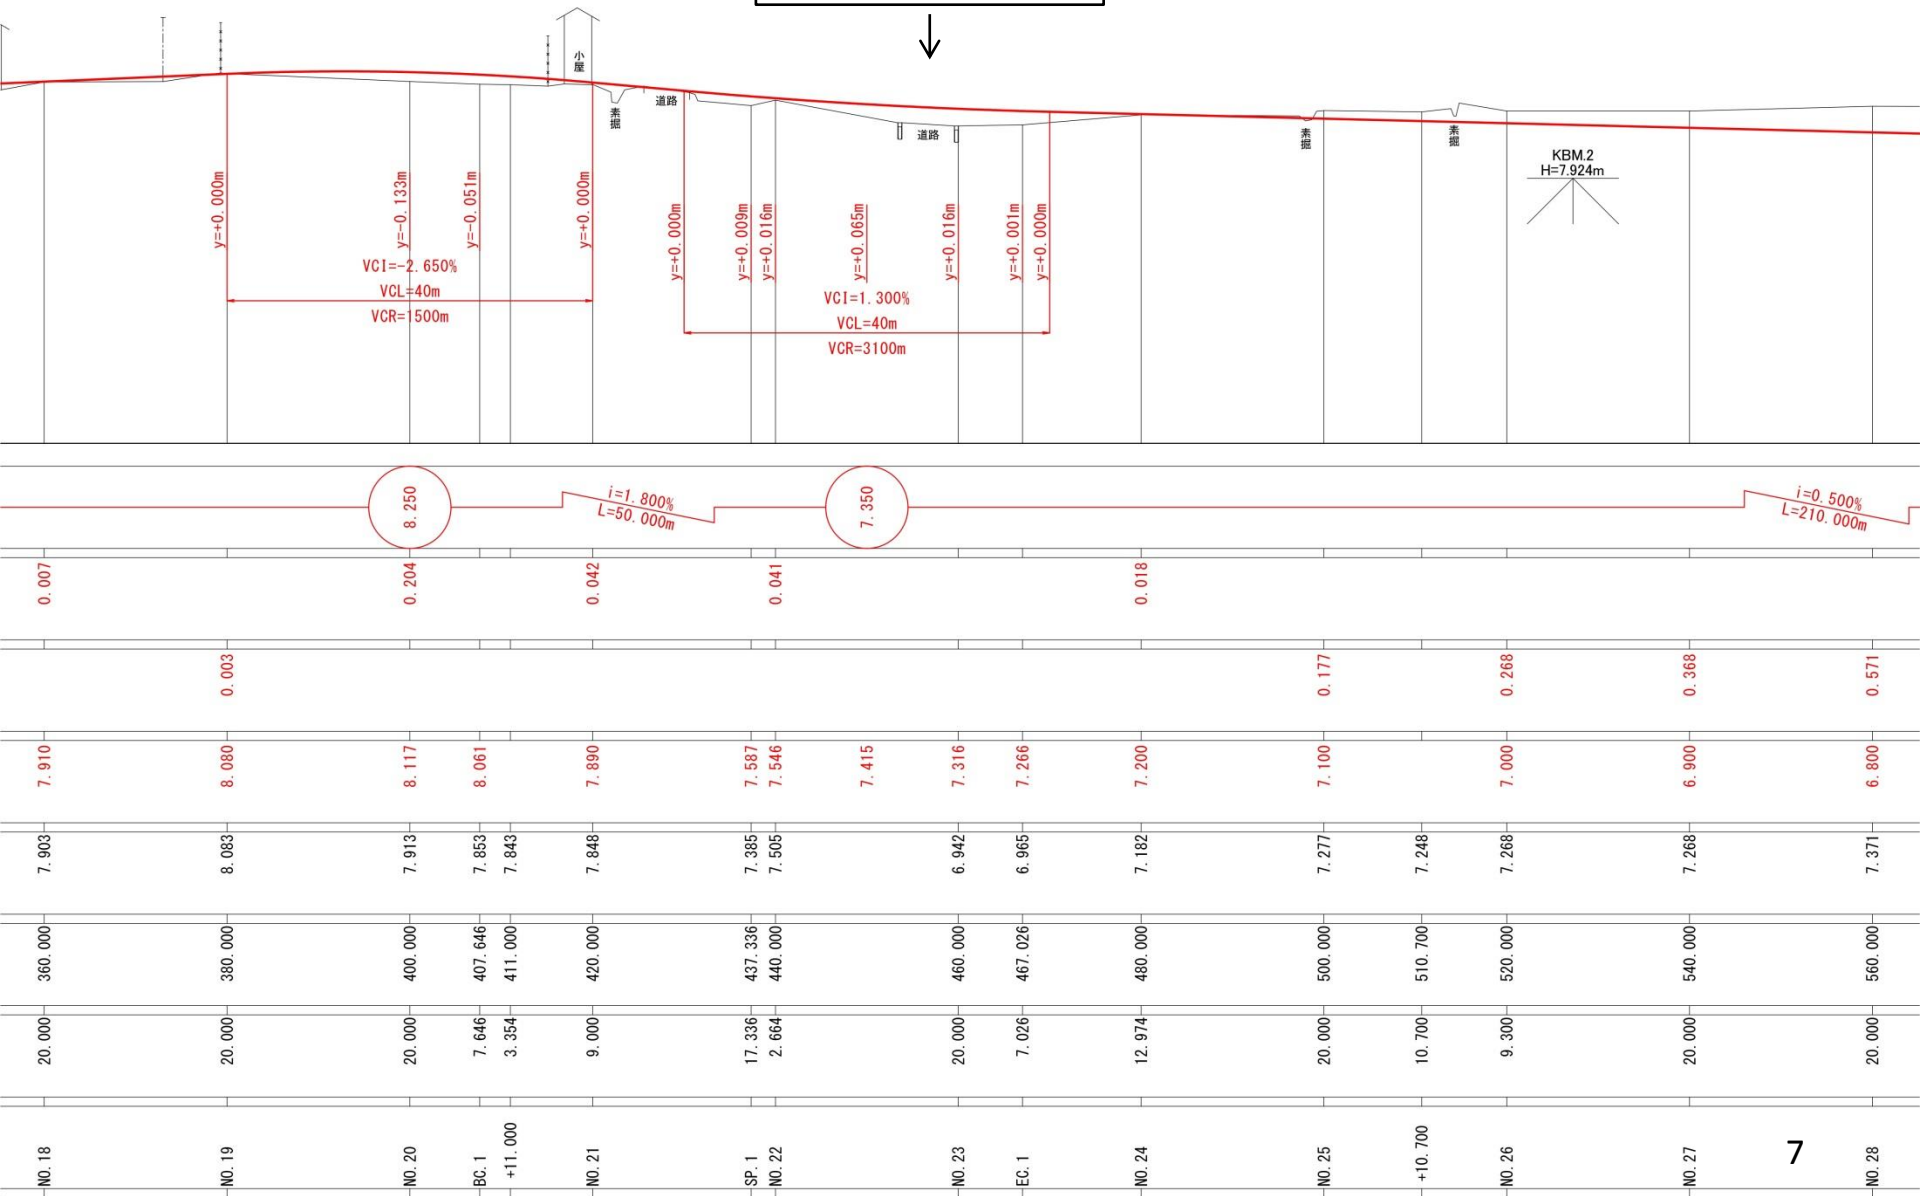 小屋
素掘
道路
道路
素掘
素掘
KBM.2
H=7.924m
y=+0.000m
y=-0.133m
y=-0.051m
y=+0.000m
y=+0.000m
y=+0.009m
y=+0.016m
y=+0.065m
y=+0.016m
y=+0.001m
y=+0.000m
VCI=-2.650%
VCL=40m
VCR=1500m
VCI=1.300%
VCL=40m
VCR=3100m
8.250
i=1.800%
L=50.000m
7.350
i=0.500%
L=210.000m
0.007 0.204 0.042 0.041 0.018
0.003 0.177 0.268 0.368 0.571
7.910 8.080 8.117 8.061 7.890 7.587 7.546 7.415 7.316 7.266 7.200 7.100 7.000 6.900 6.800
7.903 8.083 7.913 7.853 7.843 7.848 7.385 7.505 6.942 6.965 7.182 7.277 7.248 7.268 7.268 7.371
360.000 380.000 400.000 407.646 411.000 420.000 437.336 440.000 460.000 467.026 480.000 500.000 510.700 520.000 540.000 560.000
20.000 20.000 20.000 7.646 3.354 9.000 17.336 2.664 20.000 7.026 12.974 20.000 10.700 9.300 20.000 20.000
NO.18 NO.19 NO.20 BC.1 +11.000 NO.21 SP.1 NO.22 NO.23 EC.1 NO.24 NO.25 +10.700 NO.26 NO.27 NO.28
7